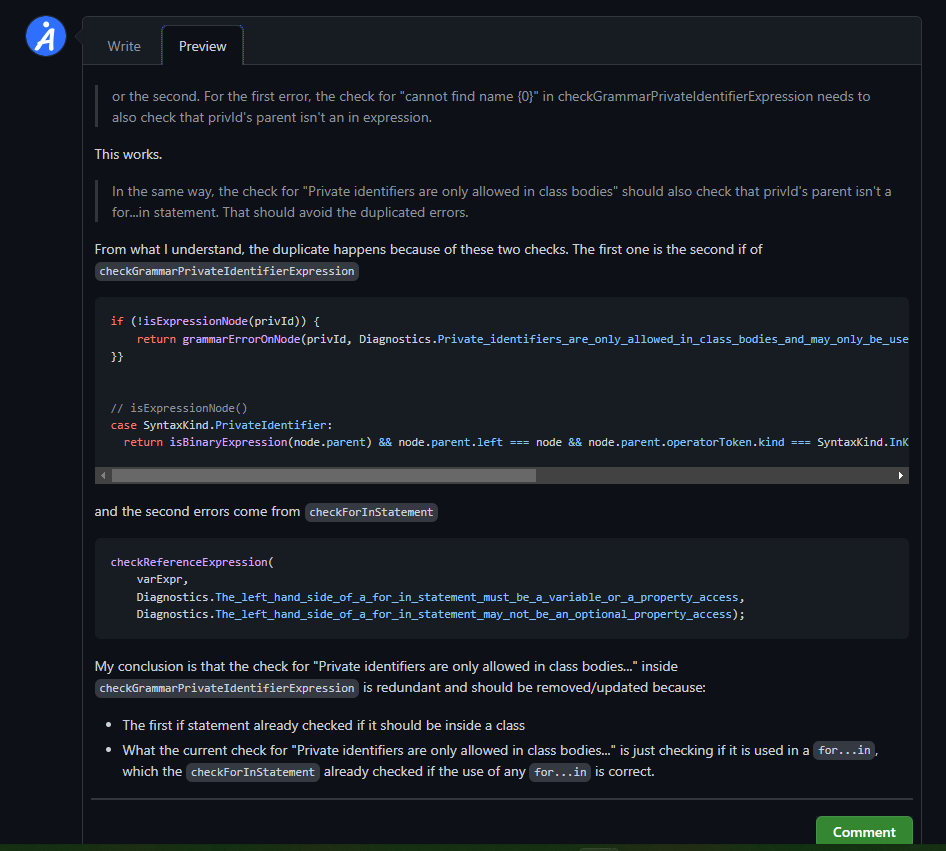 Write
Preview
or the second. For the first error, the check for "cannot find name {0}" in checkGrammarPrivateIdentifierExpression needs to
also check that privId's parent isn't an in expression.
This works.
In the same way, the check for "Private identifiers are only allowed in class bodies" should also check that privId's parent isn't a
for...in statement. That should avoid the duplicated errors.
From what I understand, the duplicate happens because of these two checks. The first one is the second if of
checkGrammarPrivateIdentifierExpression
if (!isExpressionNode(privId)) {
    return grammarErrorOnNode(privId, Diagnostics.Private_identifiers_are_only_allowed_in_class_bodies_and_may_only_be_use
}}
// isExpressionNode()
case SyntaxKind.PrivateIdentifier:
  return isBinaryExpression(node.parent) && node.parent.left === node && node.parent.operatorToken.kind === SyntaxKind.InK
and the second errors come from checkForInStatement
checkReferenceExpression(
    varExpr,
    Diagnostics.The_left_hand_side_of_a_for_in_statement_must_be_a_variable_or_a_property_access,
    Diagnostics.The_left_hand_side_of_a_for_in_statement_may_not_be_an_optional_property_access);
My conclusion is that the check for "Private identifiers are only allowed in class bodies..." inside
checkGrammarPrivateIdentifierExpression is redundant and should be removed/updated because:
• The first if statement already checked if it should be inside a class
• What the current check for "Private identifiers are only allowed in class bodies..." is just checking if it is used in a for...in,
which the checkForInStatement already checked if the use of any for...in is correct.
Comment